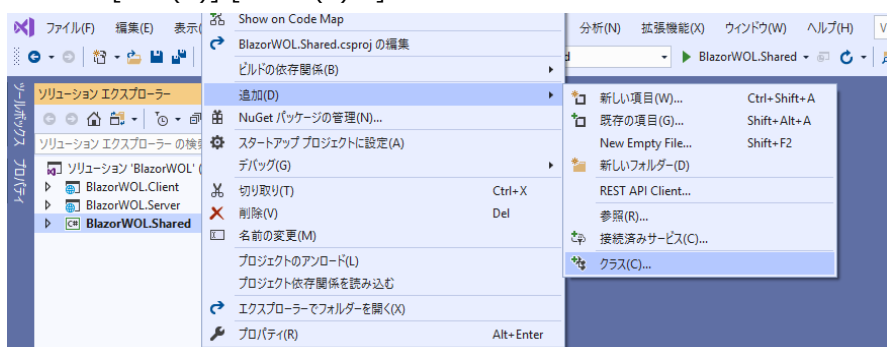 ファイル(F) 編集(E) 表示(
分析(N) 拡張機能(X) ウィンドウ(W) ヘルプ(H)
BlazorWOL.Shared
ツールボックス
プロパティ
ソリューション エクスプローラー
ソリューション エクスプローラー の検索
ソリューション 'BlazorWOL' (
BlazorWOL.Client
BlazorWOL.Server
C# BlazorWOL.Shared
Show on Code Map
BlazorWOL.Shared.csproj の編集
ビルドの依存関係(B)
追加(D)
NuGet パッケージの管理(N)...
スタートアップ プロジェクトに設定(A)
デバッグ(G)
切り取り(T) Ctrl+X
削除(V) Del
名前の変更(M)
プロジェクトのアンロード(L)
プロジェクト依存関係を読み込む
エクスプローラーでフォルダーを開く(X)
プロパティ(R) Alt+Enter
新しい項目(W)... Ctrl+Shift+A
既存の項目(G)... Shift+Alt+A
New Empty File... Shift+F2
新しいフォルダー(D)
REST API Client...
参照(R)...
接続済みサービス(C)...
クラス(C)...